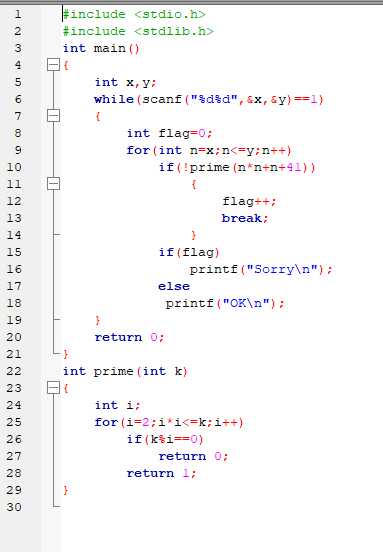 1 #include <stdio.h>
2 #include <stdlib.h>
3 int main()
4 {
5     int x,y;
6     while(scanf("%d%d",&x,&y)==1)
7     {
8         int flag=0;
9         for(int n=x;n<=y;n++)
10             if(!prime(n*n+n+41))
11                 {
12                     flag++;
13                     break;
14                 }
15             if(flag)
16                 printf("Sorry\n");
17             else
18              printf("OK\n");
19     }
20     return 0;
21 }
22 int prime(int k)
23 {
24     int i;
25     for(i=2;i*i<=k;i++)
26         if(k%i==0)
27             return 0;
28         return 1;
29 }
30